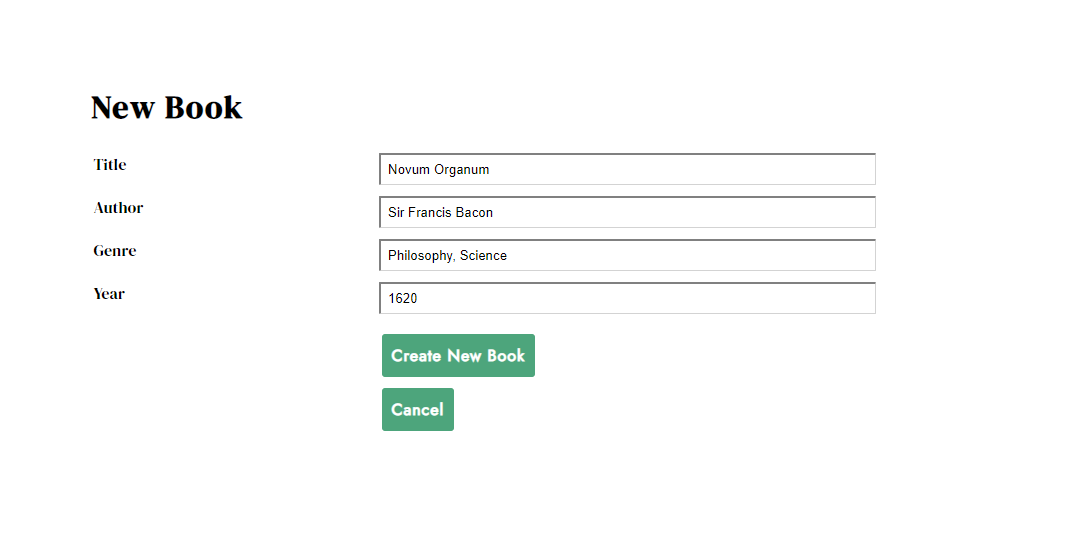 New Book
Title Novum Organum
Author Sir Francis Bacon
Genre Philosophy, Science
Year 1620
Create New Book
Cancel